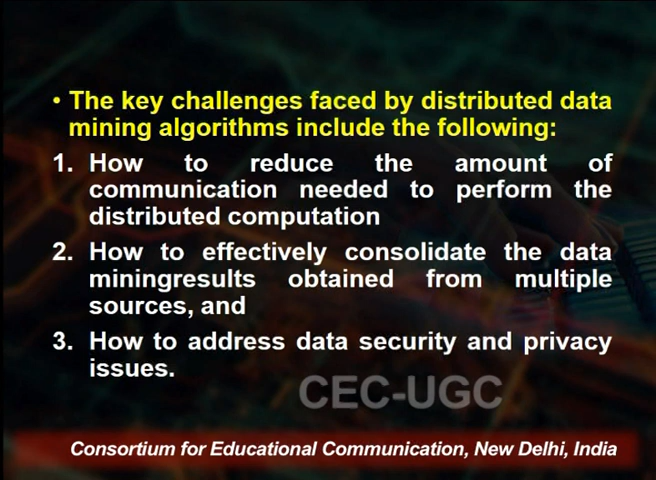 • The key challenges faced by distributed data
mining algorithms include the following:
1. How to reduce the amount of
communication needed to perform the
distributed computation
2. How to effectively consolidate the data
miningresults obtained from multiple
sources, and
3. How to address data security and privacy
issues.
CEC-UGC
Consortium for Educational Communication, New Delhi, India